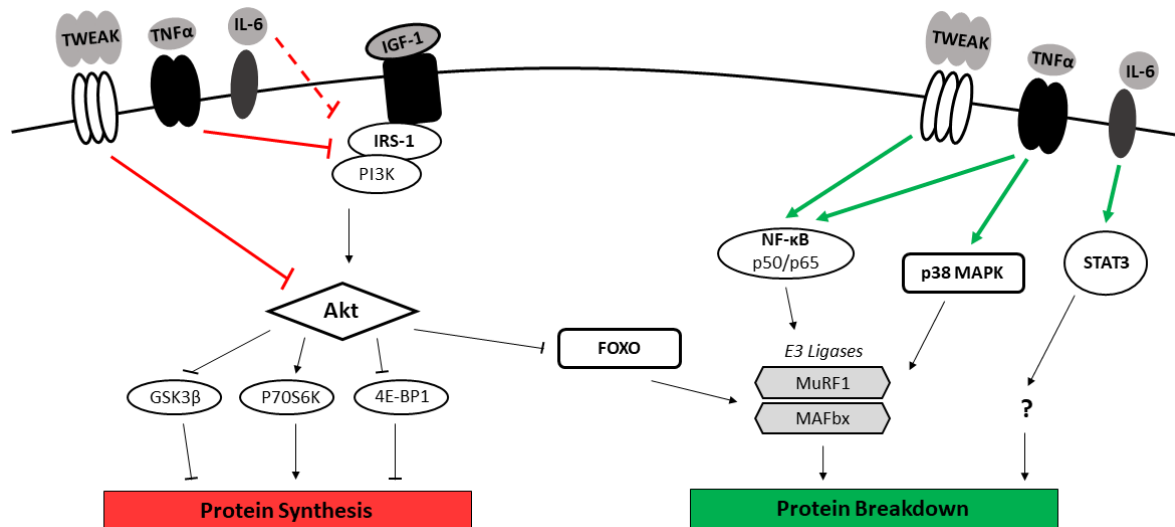 TWEAK
TNFα
IL-6
IGF-1
IRS-1
PI3K
TWEAK
TNFα
IL-6
NF-κB
p50/p65
p38 MAPK
STAT3
Akt
FOXO
E3 Ligases
MuRF1
MAFbx
GSK3β
P70S6K
4E-BP1
?
Protein Synthesis
Protein Breakdown